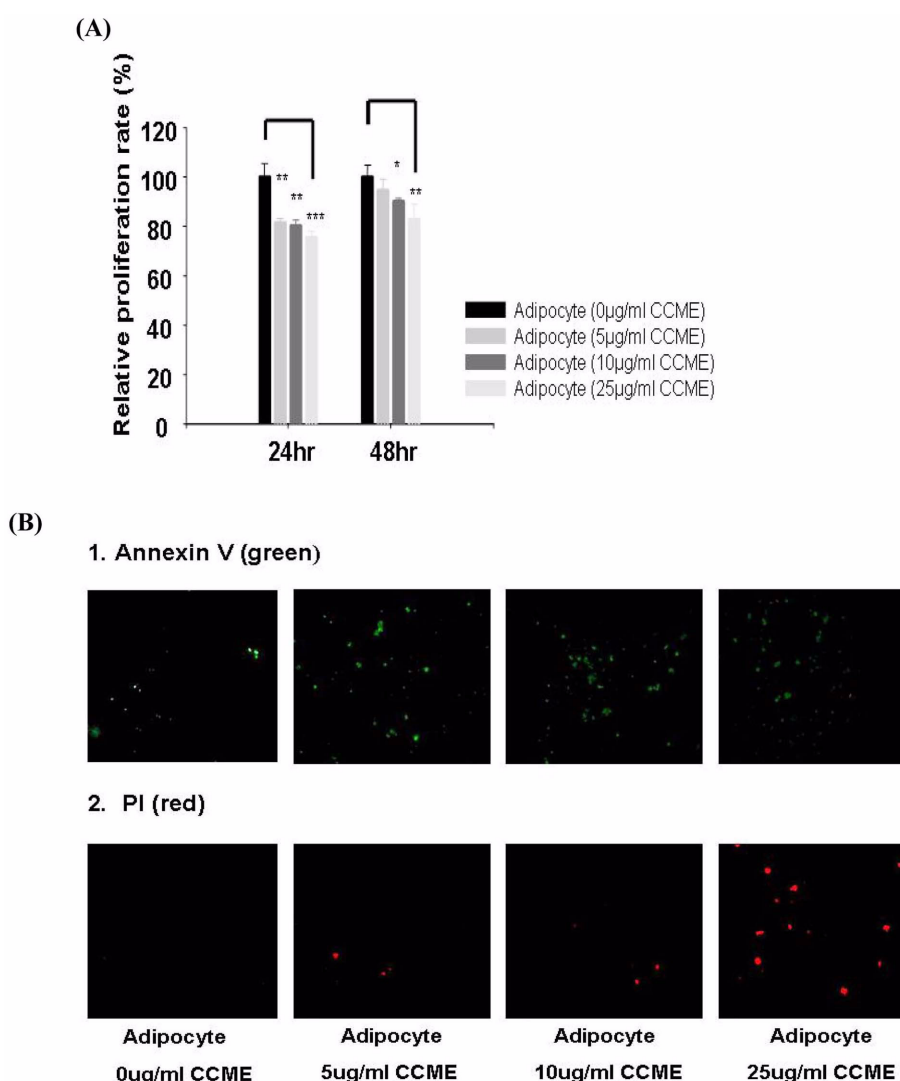 (A)
Relative proliferation rate (%)
120
100
80
60
40
20
0
** ** ***
* **
24hr 48hr
Adipocyte (0µg/ml CCME)
Adipocyte (5µg/ml CCME)
Adipocyte (10µg/ml CCME)
Adipocyte (25µg/ml CCME)
(B)
1. Annexin V (green)
2. PI (red)
Adipocyte Adipocyte Adipocyte Adipocyte
0ug/ml CCME 5ug/ml CCME 10ug/ml CCME 25ug/ml CCME